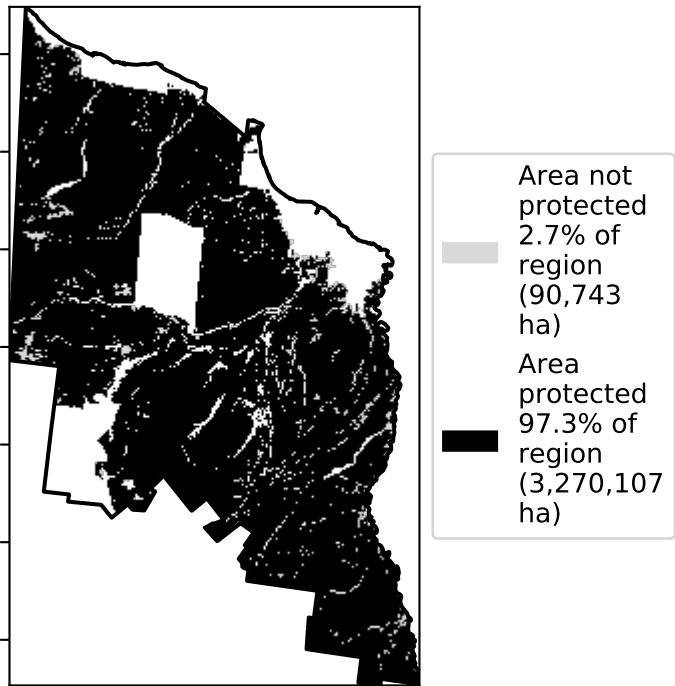 Area not
protected
2.7% of
region
(90,743
ha)
Area
protected
97.3% of
region
(3,270,107
ha)